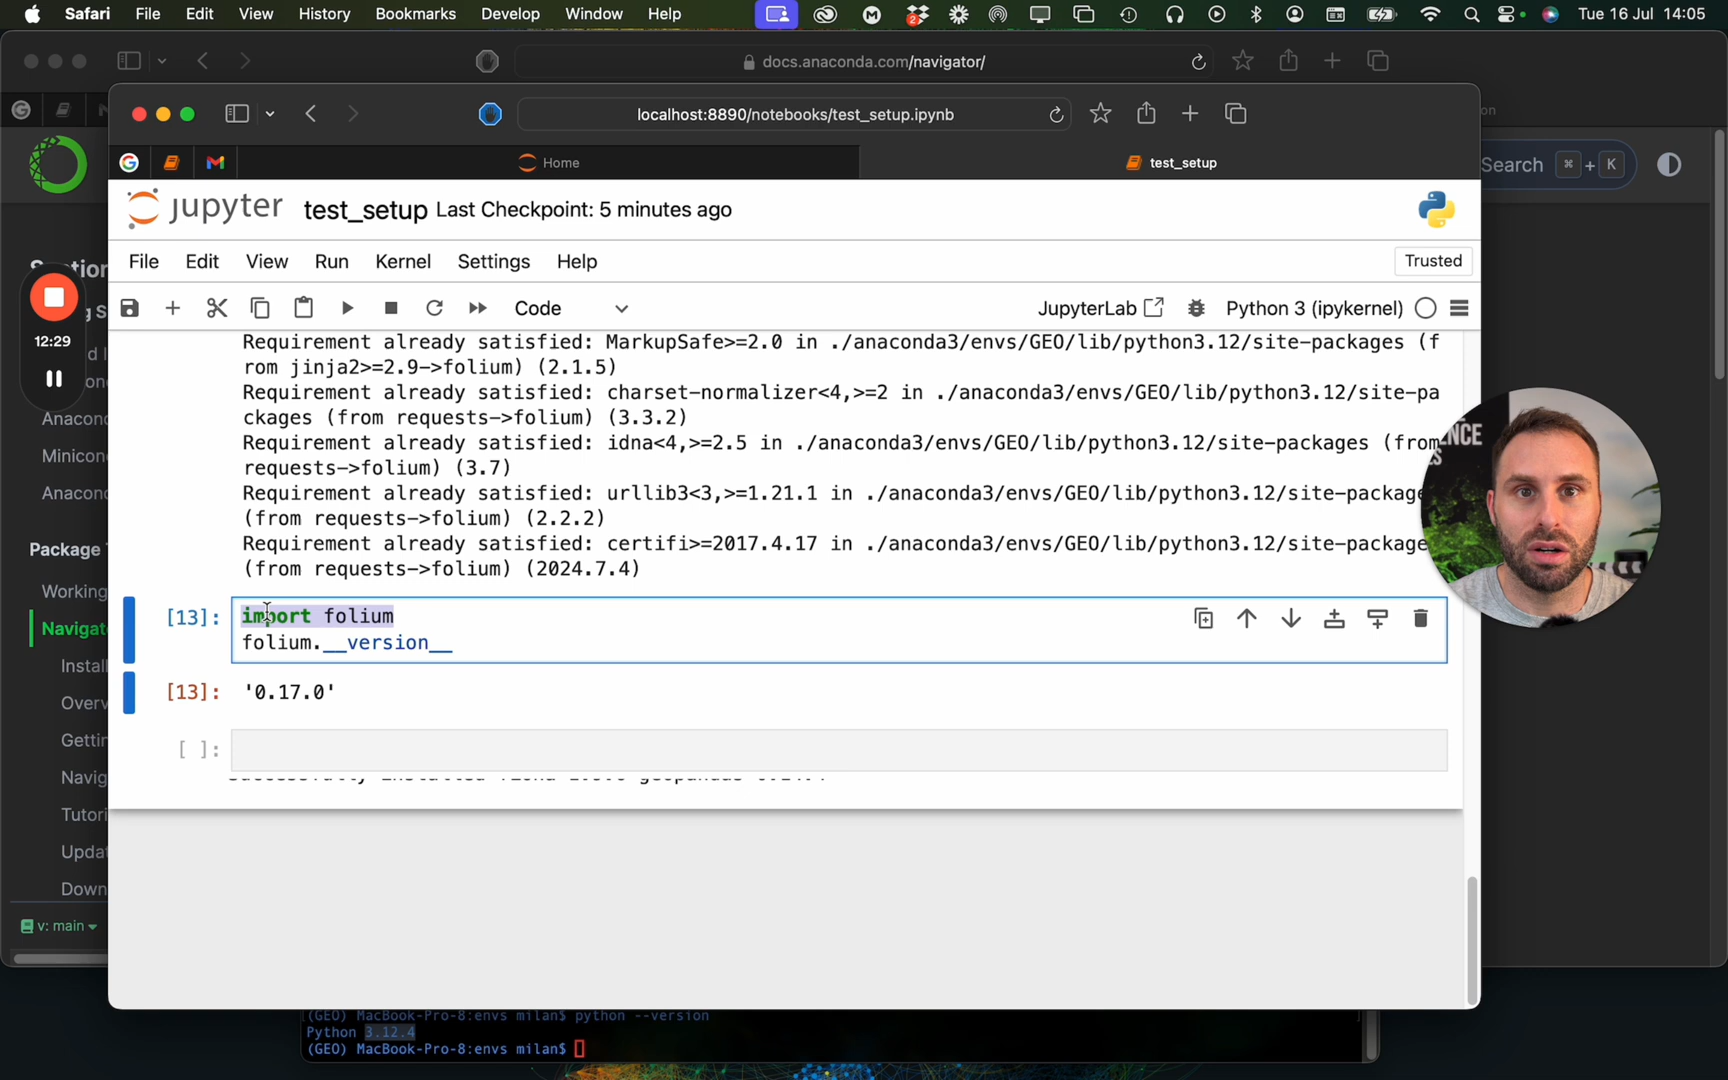 Safari File Edit View History Bookmarks Develop Window Help 2 Tue 16 Jul 14:05
docs.anaconda.com/navigator/
localhost:8890/notebooks/test_setup.ipynb
on
Home
test_setup
Search ⌘ + K
jupyter test_setup Last Checkpoint: 5 minutes ago
File Edit View Run Kernel Settings Help
Trusted
Code
JupyterLab
Python 3 (ipykernel)
12:29
Anacon
Minicon
Anacon
Package
Working
Navigat
Install
Overv
Gettin
Navig
Tutori
Updat
Down
v: main
Requirement already satisfied: MarkupSafe>=2.0 in ./anaconda3/envs/GEO/lib/python3.12/site-packages (f
rom jinja2>=2.9->folium) (2.1.5)
Requirement already satisfied: charset-normalizer<4,>=2 in ./anaconda3/envs/GEO/lib/python3.12/site-pa
ckages (from requests->folium) (3.3.2)
Requirement already satisfied: idna<4,>=2.5 in ./anaconda3/envs/GEO/lib/python3.12/site-packages (from
requests->folium) (3.7)
Requirement already satisfied: urllib3<3,>=1.21.1 in ./anaconda3/envs/GEO/lib/python3.12/site-package
(from requests->folium) (2.2.2)
Requirement already satisfied: certifi>=2017.4.17 in ./anaconda3/envs/GEO/lib/python3.12/site-package
(from requests->folium) (2024.7.4)
[13]: import folium
folium.__version__
[13]: '0.17.0'
[ ]:
(GEO) MacBook-Pro-8:envs milan$ python --version
Python 3.12.4
(GEO) MacBook-Pro-8:envs milan$